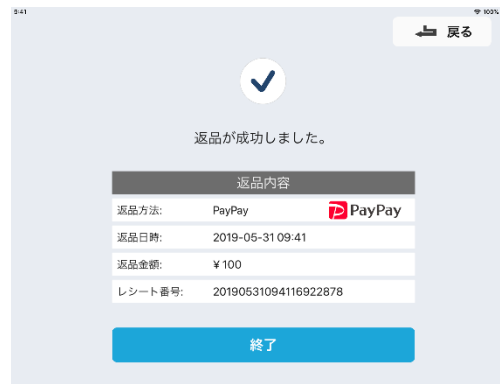 9:41
100%
戻る
返品が成功しました。
返品内容
返品方法: PayPay PayPay
返品日時: 2019-05-31 09:41
返品金額: ¥100
レシート番号: 20190531094116922878
終了